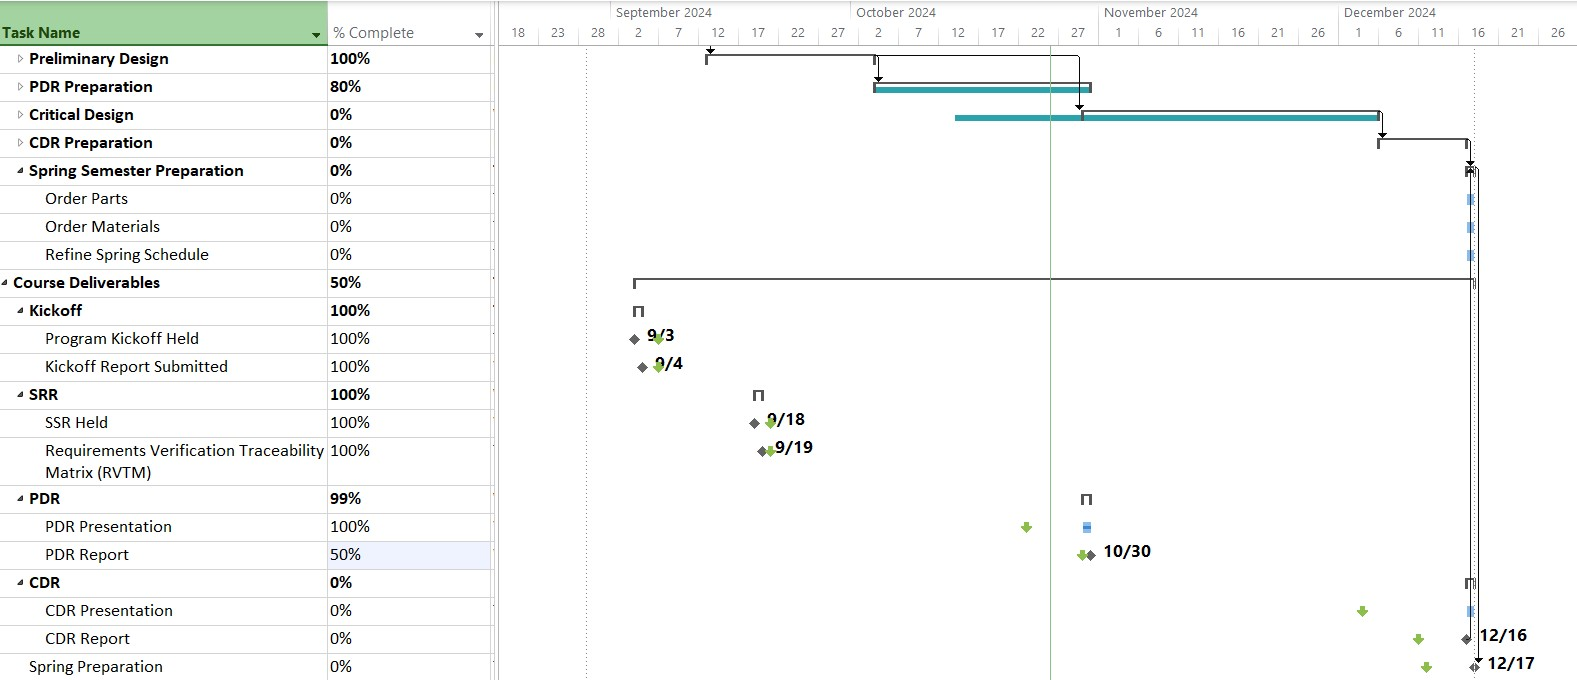 September 2024 October 2024 November 2024 December 2024
Task Name % Complete 18 23 28 2 7 12 17 22 27 2 7 12 17 22 27 1 6 11 16 21 26 1 6 11 16 21 26
Preliminary Design 100%
PDR Preparation 80%
Critical Design 0%
CDR Preparation 0%
Spring Semester Preparation 0%
Order Parts 0%
Order Materials 0%
Refine Spring Schedule 0%
Course Deliverables 50%
Kickoff 100%
Program Kickoff Held 100% 9/3
Kickoff Report Submitted 100% 9/4
SRR 100%
SSR Held 100% 9/18
Requirements Verification Traceability 100% 9/19
Matrix (RVTM)
PDR 99%
PDR Presentation 100%
PDR Report 50% 10/30
CDR 0%
CDR Presentation 0%
CDR Report 0% 12/16
Spring Preparation 0% 12/17